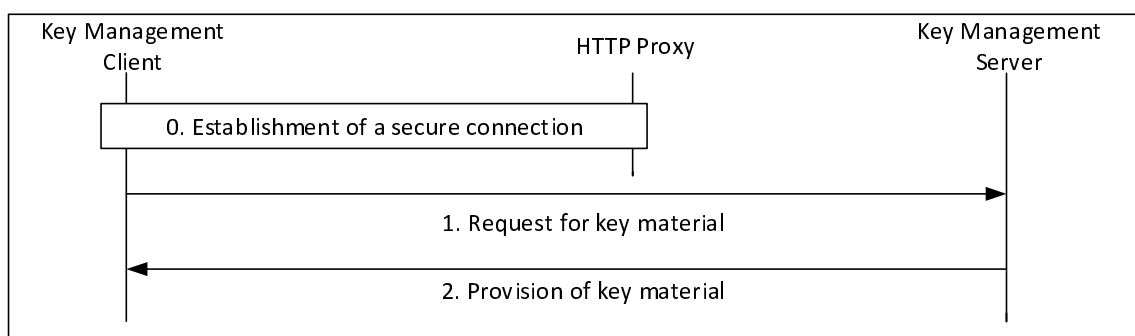 Key Management
Client
HTTP Proxy
Key Management
Server
0. Establishment of a secure connection
1. Request for key material
2. Provision of key material